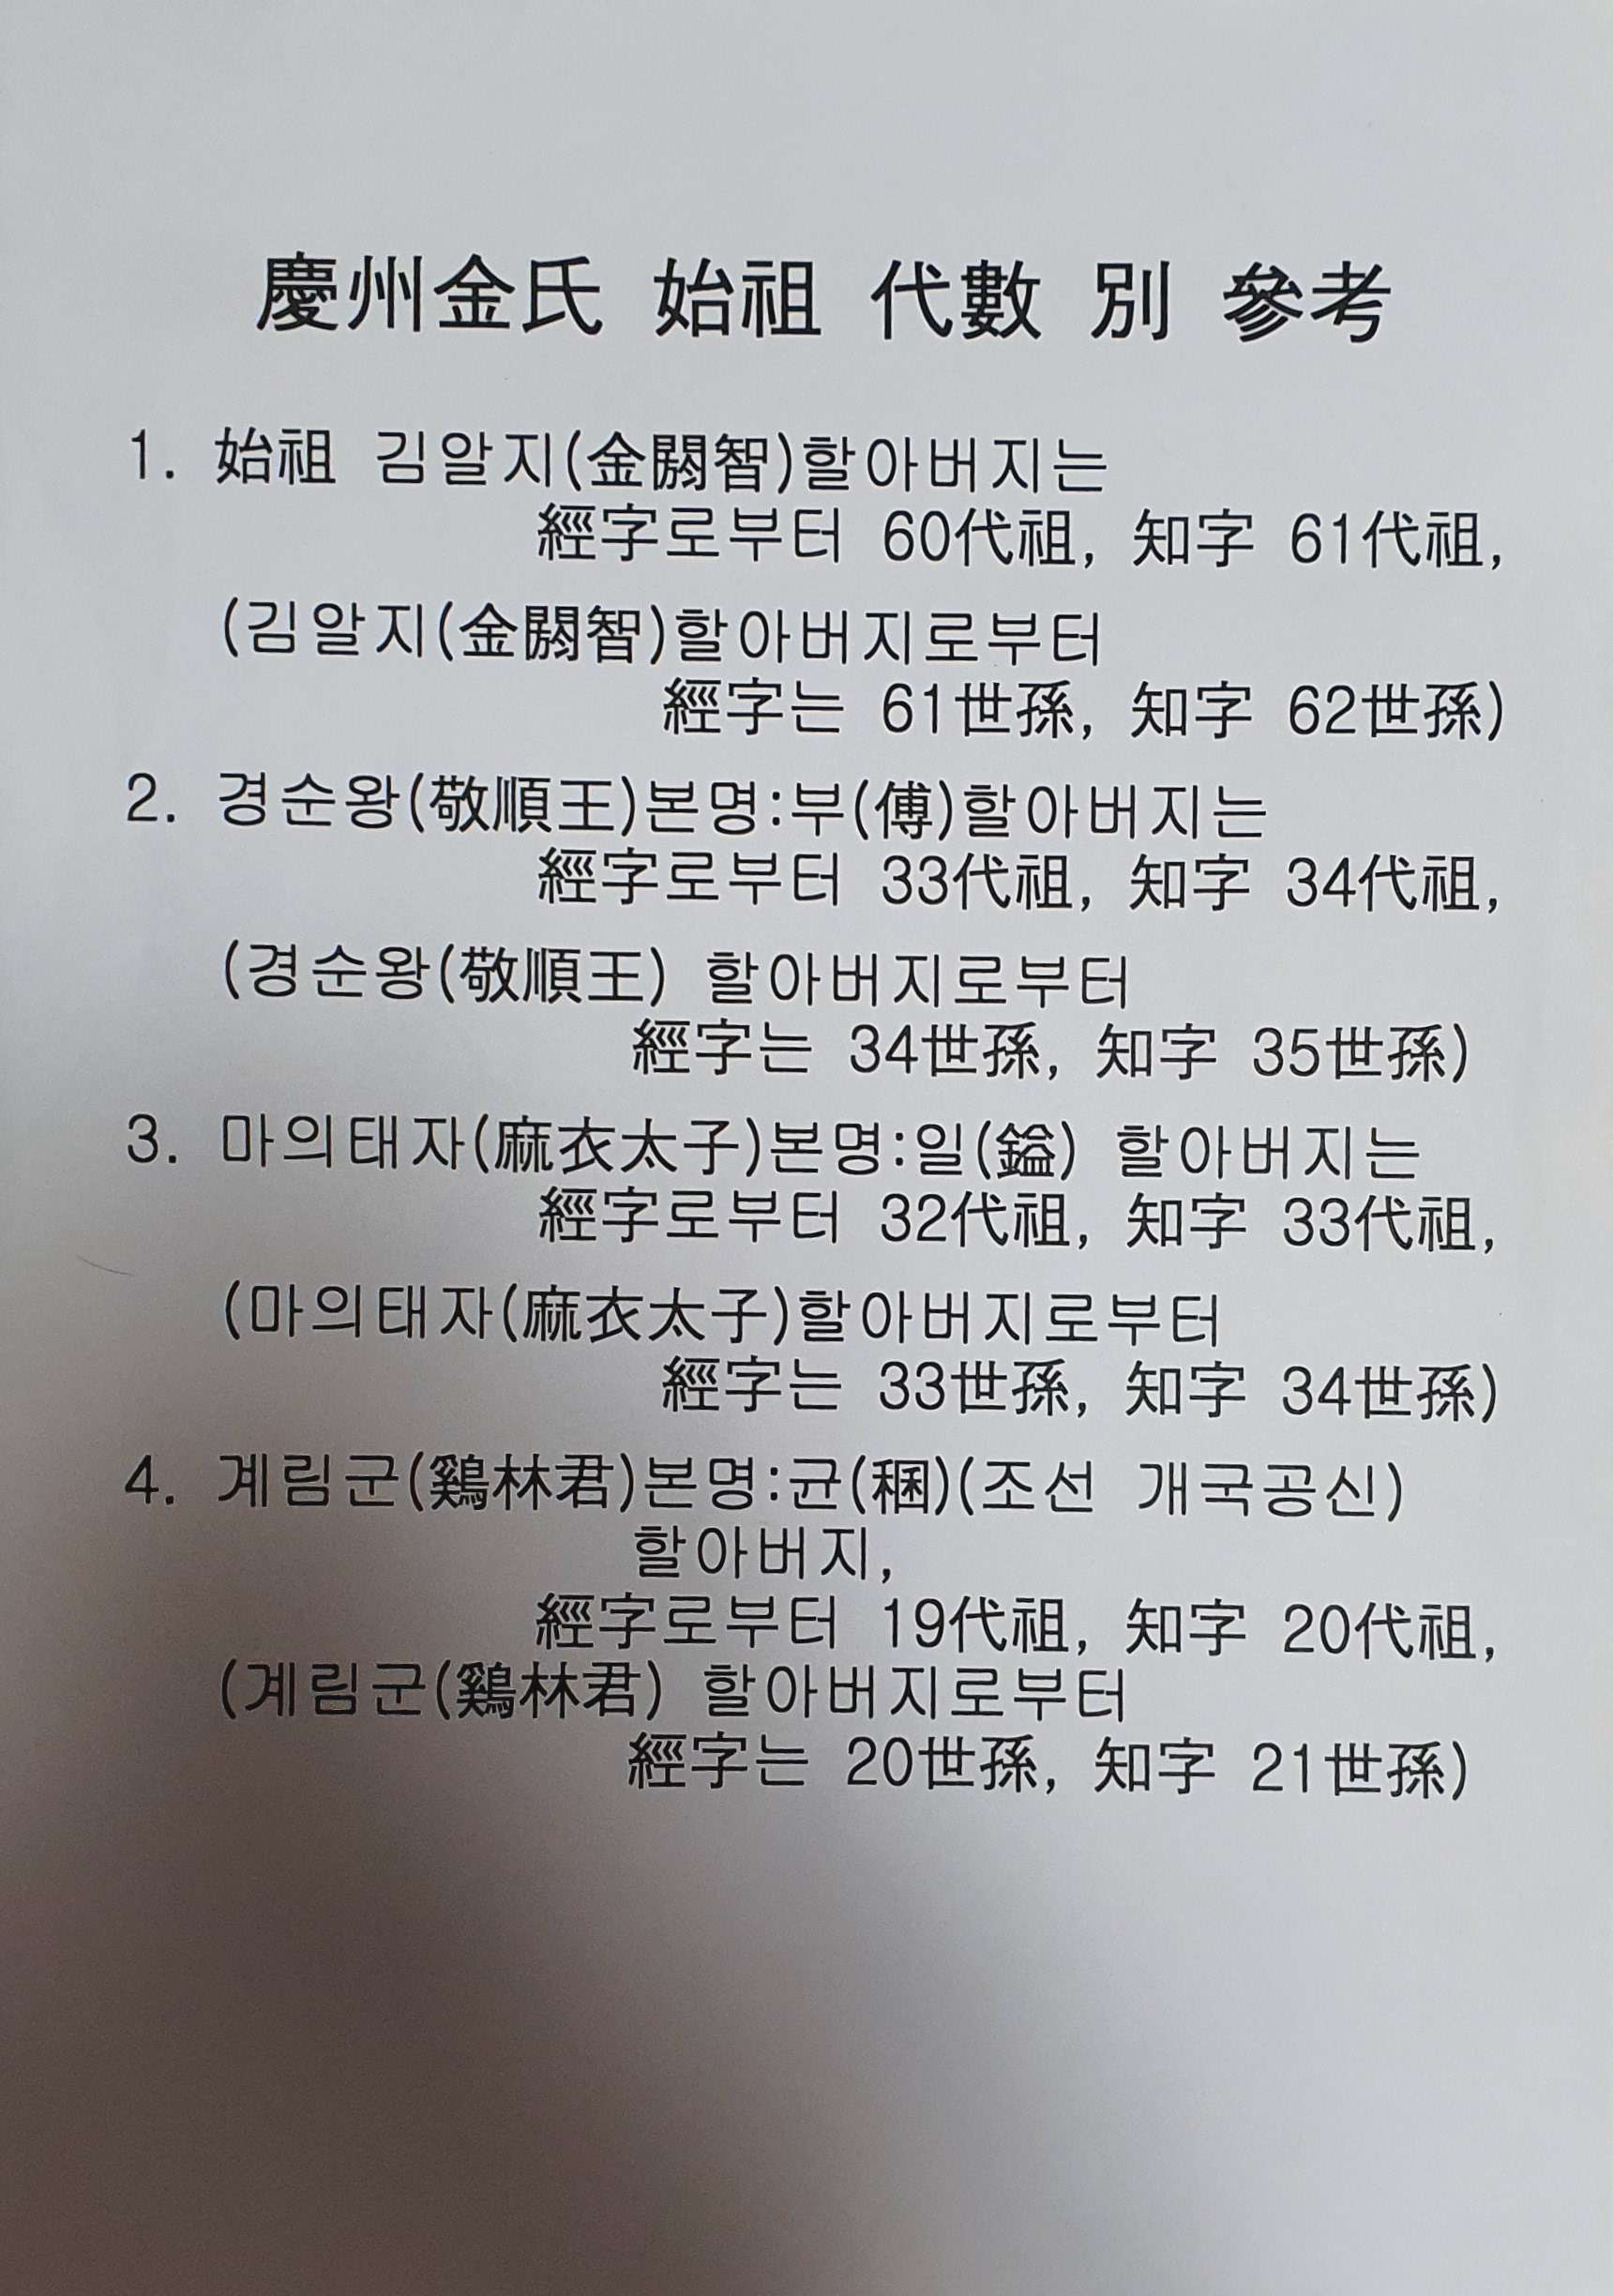 慶州金氏 始祖 代數 別 參考
1. 始祖 김알지(金閼智)할아버지는
經字로부터 60代祖, 知字 61代祖,
(김알지(金閼智)할아버지로부터
經字는 61世孫, 知字 62世孫)
2. 경순왕(敬順王)본명:부(傅)할아버지는
經字로부터 33代祖, 知字 34代祖,
(경순왕(敬順王) 할아버지로부터
經字는 34世孫, 知字 35世孫)
3. 마의태자(麻衣太子)본명:일(鎰) 할아버지는
經字로부터 32代祖, 知字 33代祖,
(마의태자(麻衣太子)할아버지로부터
經字는 33世孫, 知字 34世孫)
4. 계림군(鷄林君)본명:균(稇)(조선 개국공신)
할아버지,
經字로부터 19代祖, 知字 20代祖,
(계림군(鷄林君) 할아버지로부터
經字는 20世孫, 知字 21世孫)